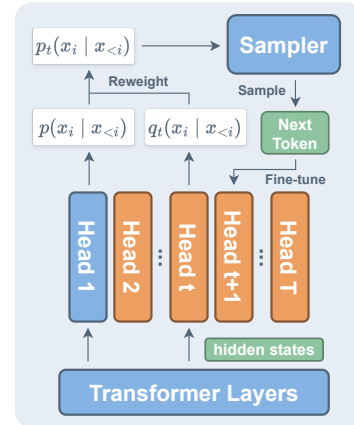 p_t(x_i | x_{<i})
Sampler
Reweight
Sample
p(x_i | x_{<i})
q_t(x_i | x_{<i})
Next
Token
Fine-tune
Head 1
Head 2
...
Head t
Head t+1
...
Head T
hidden states
Transformer Layers